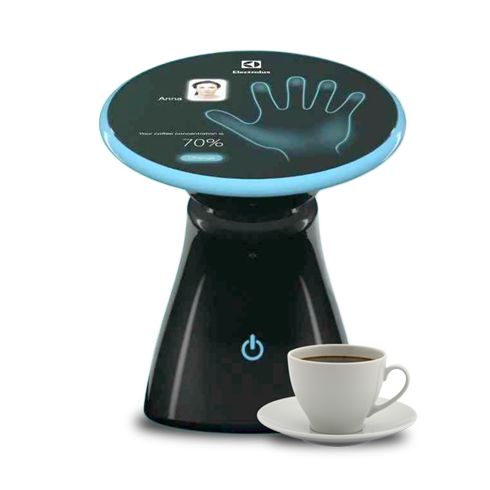 Electrolux
Anna
Your coffee concentration is
70%